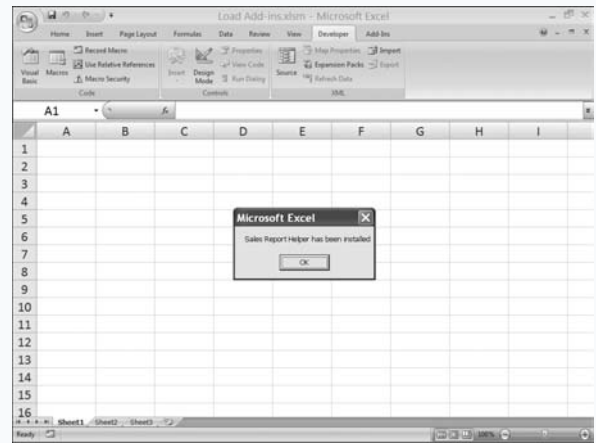 Load Add-ins.xlsm - Microsoft Excel
Home Insert Page Layout Formulas Data Review View Developer Add-Ins
Visual Basic
Macros
Record Macro
Use Relative References
Macro Security
Code
Insert
Design Mode
Properties
View Code
Run Dialog
Controls
Source
Map Properties
Expansion Packs
Refresh Data
Import
Export
XML
A1
fx
A B C D E F G H I
1
2
3
4
5
6
7
8
9
10
11
12
13
14
15
16
Microsoft Excel
Sales Report Helper has been installed
OK
Sheet1 Sheet2 Sheet3
Ready
100%